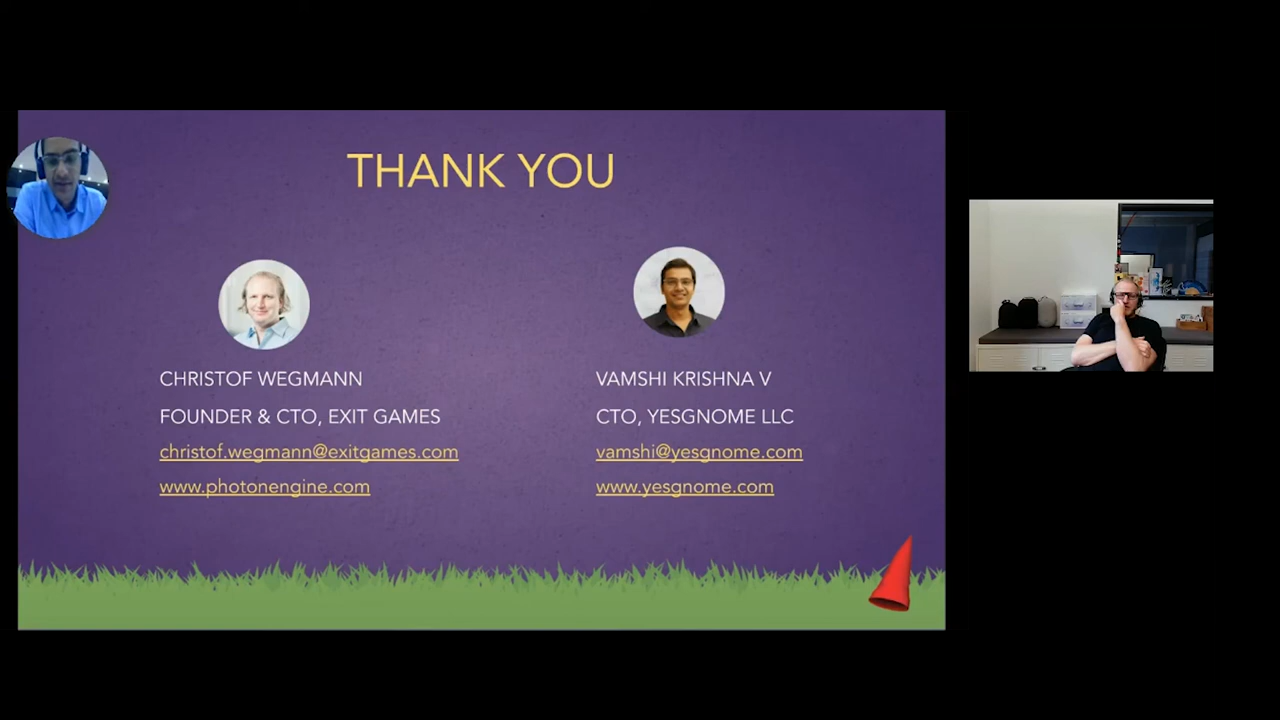 THANK YOU
CHRISTOF WEGMANN
FOUNDER & CTO, EXIT GAMES
christof.wegmann@exitgames.com
www.photonengine.com
VAMSHI KRISHNA V
CTO, YESGNOME LLC
vamshi@yesgnome.com
www.yesgnome.com